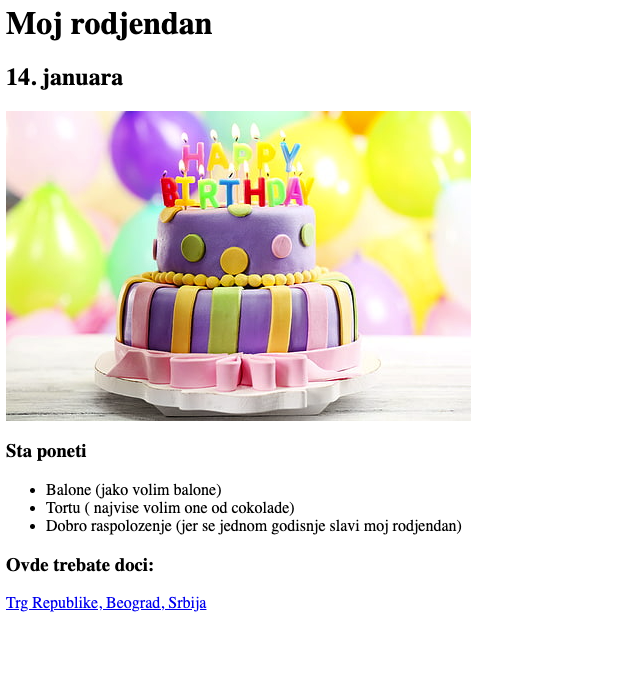 Moj rodjendan
14. januara
HAPPY
BIRTHDAY
Sta poneti
Balone (jako volim balone)
Tortu ( najvise volim one od cokolade)
Dobro raspolozenje (jer se jednom godisnje slavi moj rodjendan)
Ovde trebate doci:
Trg Republike, Beograd, Srbija